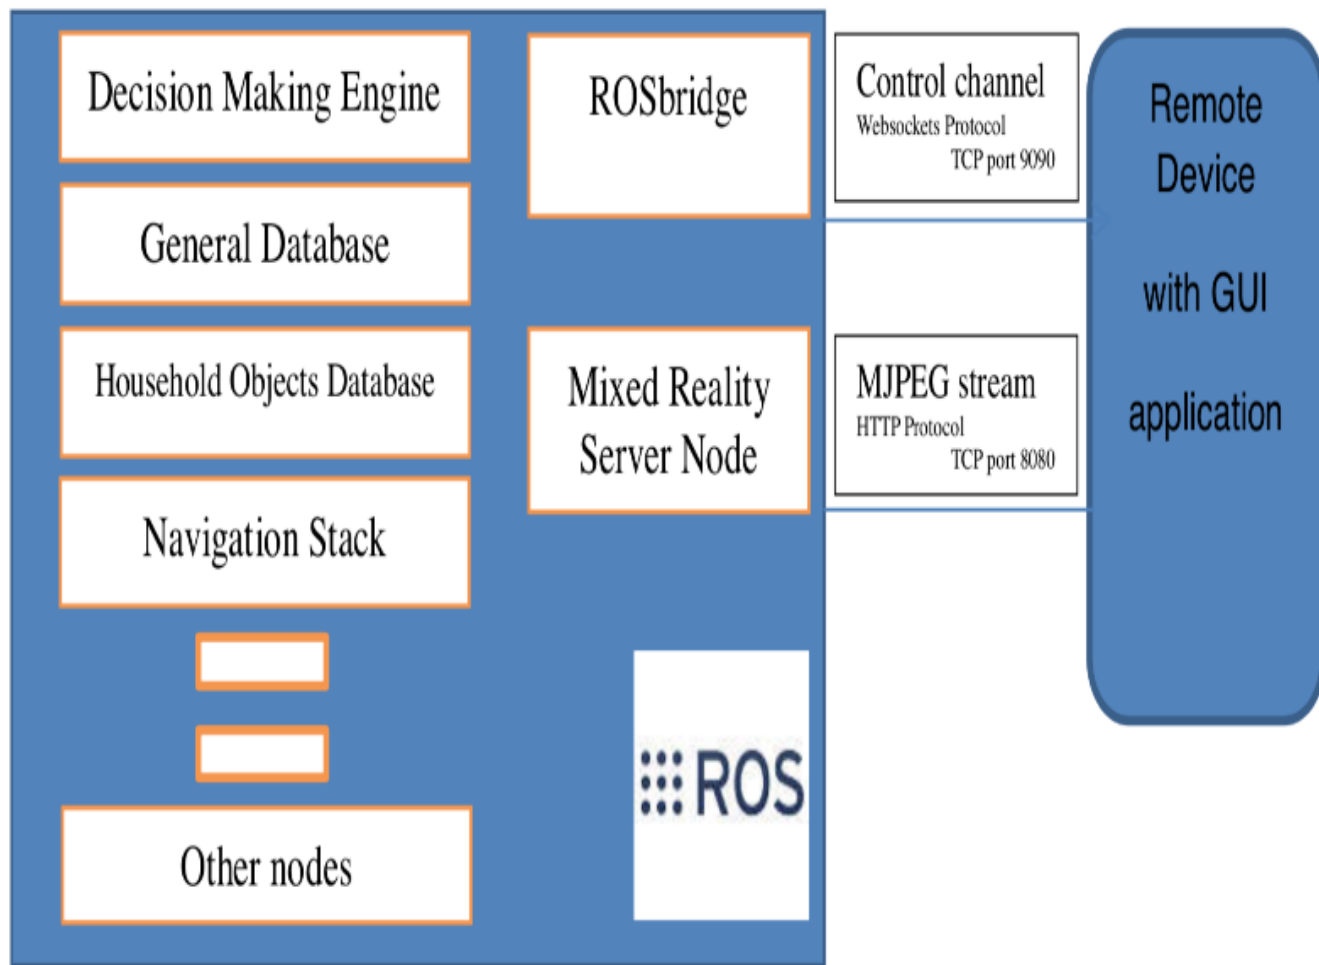 Decision Making Engine
General Database
Household Objects Database
Navigation Stack
Other nodes
ROSbridge
Mixed Reality
Server Node
ROS
Control channel
Websockets Protocol
TCP port 9090
MJPEG stream
HTTP Protocol
TCP port 8080
Remote
Device
with GUI
application